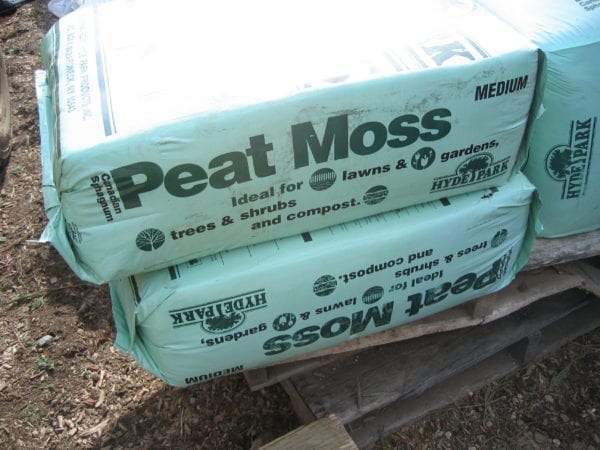 MEDIUM
Canadian
Sphagnum
Peat Moss
Ideal for lawns & gardens,
trees & shrubs
and compost.
HYDE PARK
HYDE PARK
trees & shrubs
and compost.
Ideal for lawns & gardens,
Peat Moss
HYDE PARK
MEDIUM